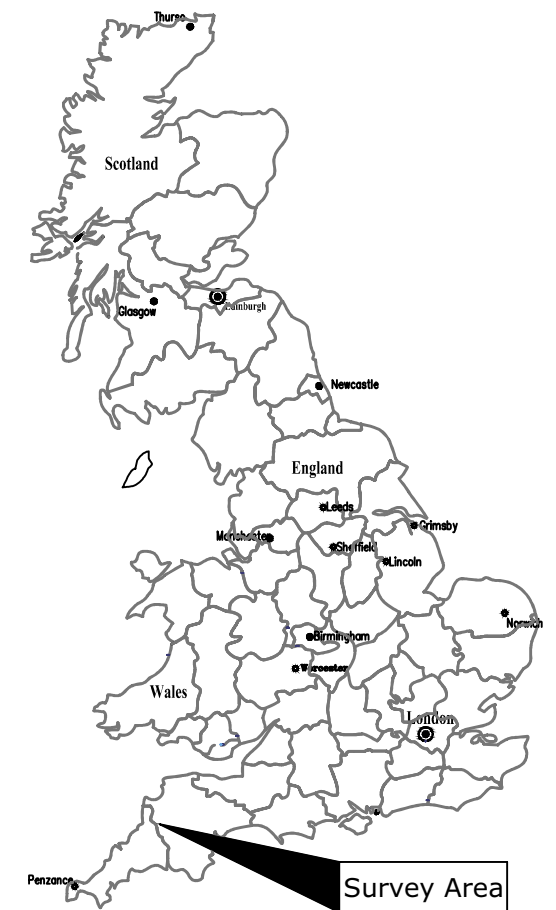 Thurso
Scotland
Edinburgh
Glasgow
Newcastle
England
Leeds
Grimsby
Manchester
Sheffield
Lincoln
Norwich
Birmingham
Worcester
Wales
London
Penzance
Survey Area